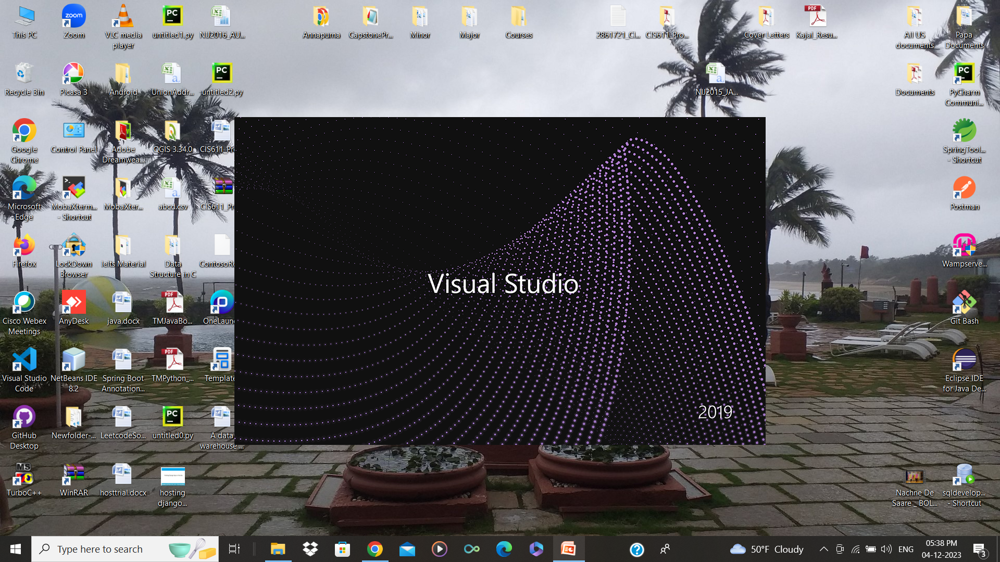 This PC
Zoom
VLC media
player
untitled1.py
NIJ2016_AU...
Annapurna
CapstonePr...
Minor
Major
Courses
2861721_Cl...
CIS611_Pro...
Cover Letters
Kajal_Resu...
All US
documents
Papa
Documents
Recycle Bin
Picasa 3
Android
UnionAddr...
untitled2.py
NIJ2015_JA...
Documents
PyCharm
Communi...
Google
Chrome
Control Panel
Adobe
Dreamwea...
QGIS 3.34.0
CIS611_Pr
SpringTool...
- Shortcut
Microsoft
Edge
MobaXterm...
- Shortcut
MobaXter...
abcd.csv
CIS611_Pr
Postman
Firefox
LockDown
Browser
Ielts Material
Data
Structure in C
ContosoRe
Wampserve...
Visual Studio
2019
Cisco Webex
Meetings
AnyDesk
java.docx
TMJavaBo...
OneLaun
Git Bash
Visual Studio
Code
NetBeans IDE
8.2
Spring Boot
Annotation...
TMPython_...
Template
Eclipse IDE
for Java De...
GitHub
Desktop
Newfolder-...
LeetcodeSo...
untitled0.py
A data
warehouse ...
TurboC++
WinRAR
hosttrial.docx
hosting
django...
Nachne De
Saare _ BOL...
sqldevelop...
- Shortcut
Type here to search
50°F Cloudy
ENG
05:38 PM
04-12-2023
3